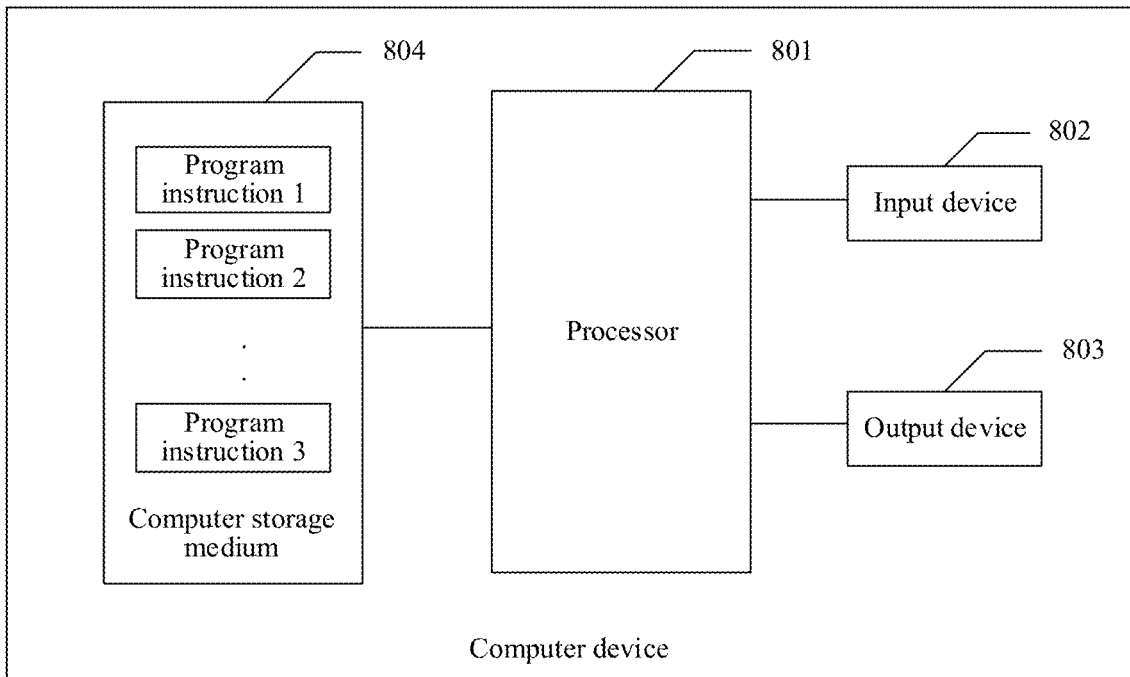 804
801
802
803
Program
instruction 1
Program
instruction 2
.
.
Program
instruction 3
Computer storage
medium
Processor
Input device
Output device
Computer device